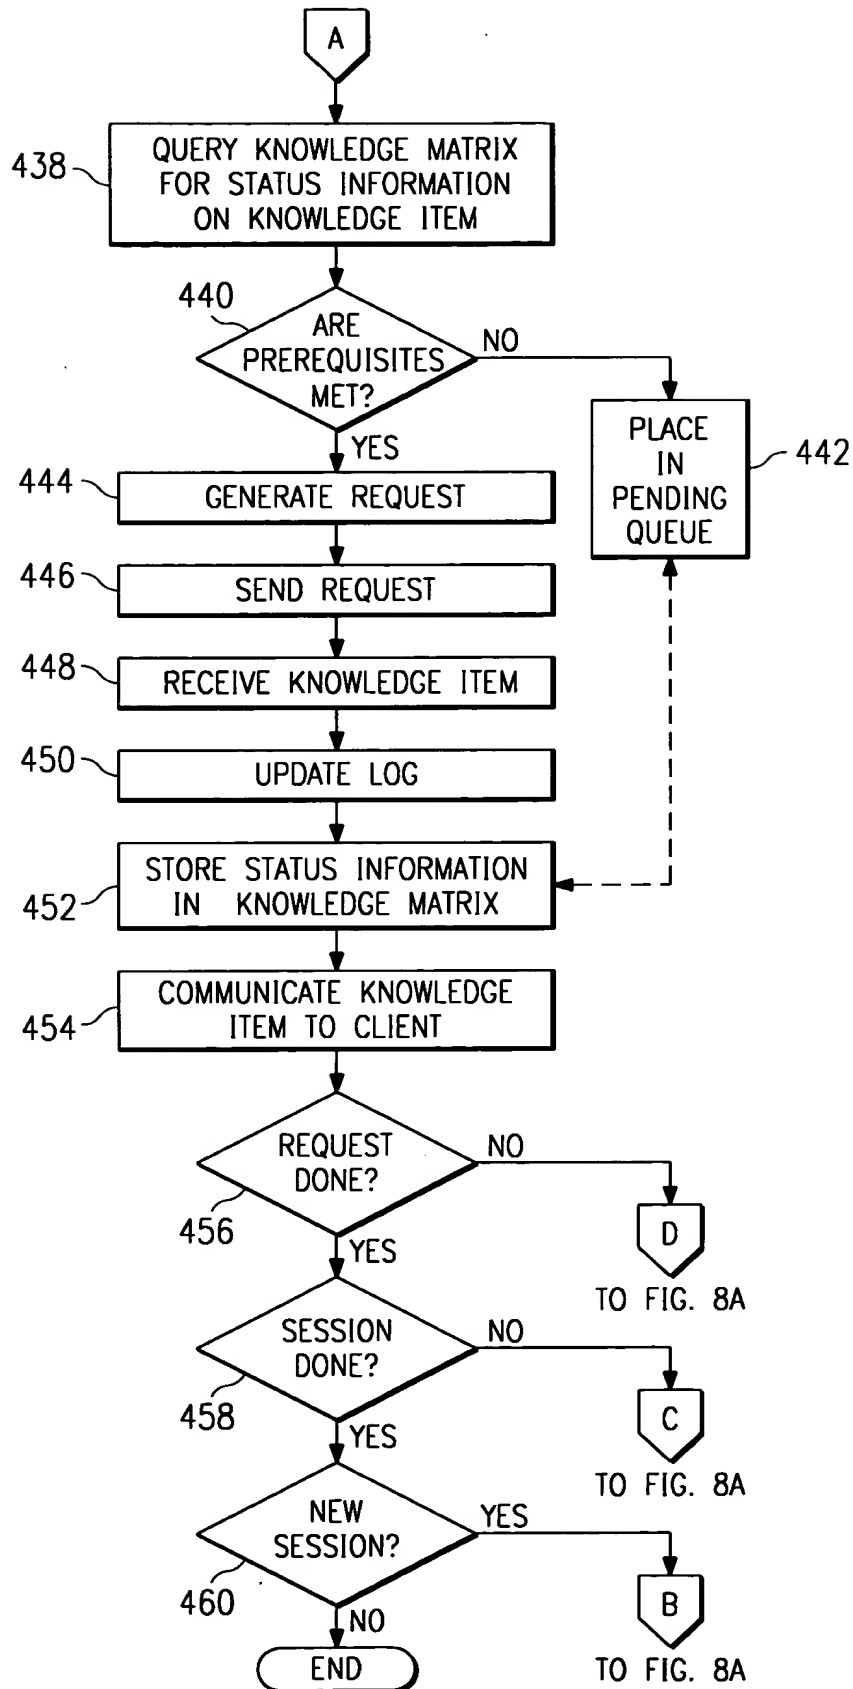 A
438
QUERY KNOWLEDGE MATRIX
FOR STATUS INFORMATION
ON KNOWLEDGE ITEM
440
ARE
PREREQUISITES
MET?
NO
YES
PLACE
IN
PENDING
QUEUE
442
444
GENERATE REQUEST
446
SEND REQUEST
448
RECEIVE KNOWLEDGE ITEM
450
UPDATE LOG
452
STORE STATUS INFORMATION
IN KNOWLEDGE MATRIX
454
COMMUNICATE KNOWLEDGE
ITEM TO CLIENT
REQUEST
DONE?
456
NO
D
TO FIG. 8A
YES
SESSION
DONE?
458
NO
C
TO FIG. 8A
YES
NEW
SESSION?
460
YES
B
TO FIG. 8A
NO
END